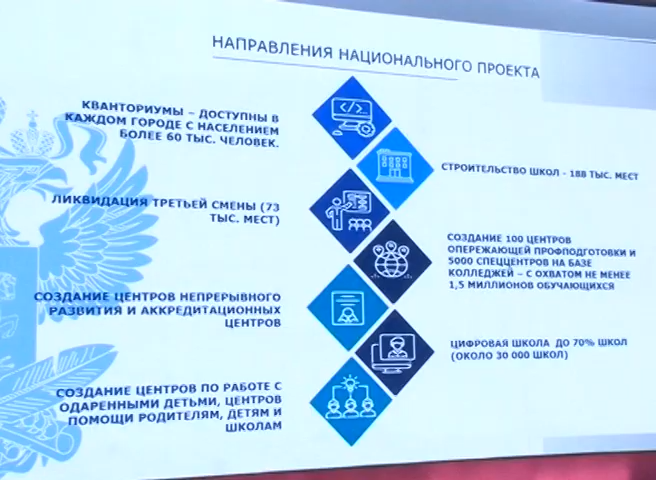 НАПРАВЛЕНИЯ НАЦИОНАЛЬНОГО ПРОЕКТА
КВАНТОРИУМЫ – ДОСТУПНЫ В
КАЖДОМ ГОРОДЕ С НАСЕЛЕНИЕМ
БОЛЕЕ 60 ТЫС. ЧЕЛОВЕК.
СТРОИТЕЛЬСТВО ШКОЛ - 188 ТЫС. МЕСТ
ЛИКВИДАЦИЯ ТРЕТЬЕЙ СМЕНЫ (73
ТЫС. МЕСТ)
СОЗДАНИЕ 100 ЦЕНТРОВ
ОПЕРЕЖАЮЩЕЙ ПРОФПОДГОТОВКИ И
5000 СПЕЦЦЕНТРОВ НА БАЗЕ
КОЛЛЕДЖЕЙ – С ОХВАТОМ НЕ МЕНЕЕ
1,5 МИЛЛИОНОВ ОБУЧАЮЩИХСЯ
СОЗДАНИЕ ЦЕНТРОВ НЕПРЕРЫВНОГО
РАЗВИТИЯ И АККРЕДИТАЦИОННЫХ
ЦЕНТРОВ
ЦИФРОВАЯ ШКОЛА ДО 70% ШКОЛ
(ОКОЛО 30 000 ШКОЛ)
СОЗДАНИЕ ЦЕНТРОВ ПО РАБОТЕ С
ОДАРЕННЫМИ ДЕТЬМИ, ЦЕНТРОВ
ПОМОЩИ РОДИТЕЛЯМ, ДЕТЯМ И
ШКОЛАМ